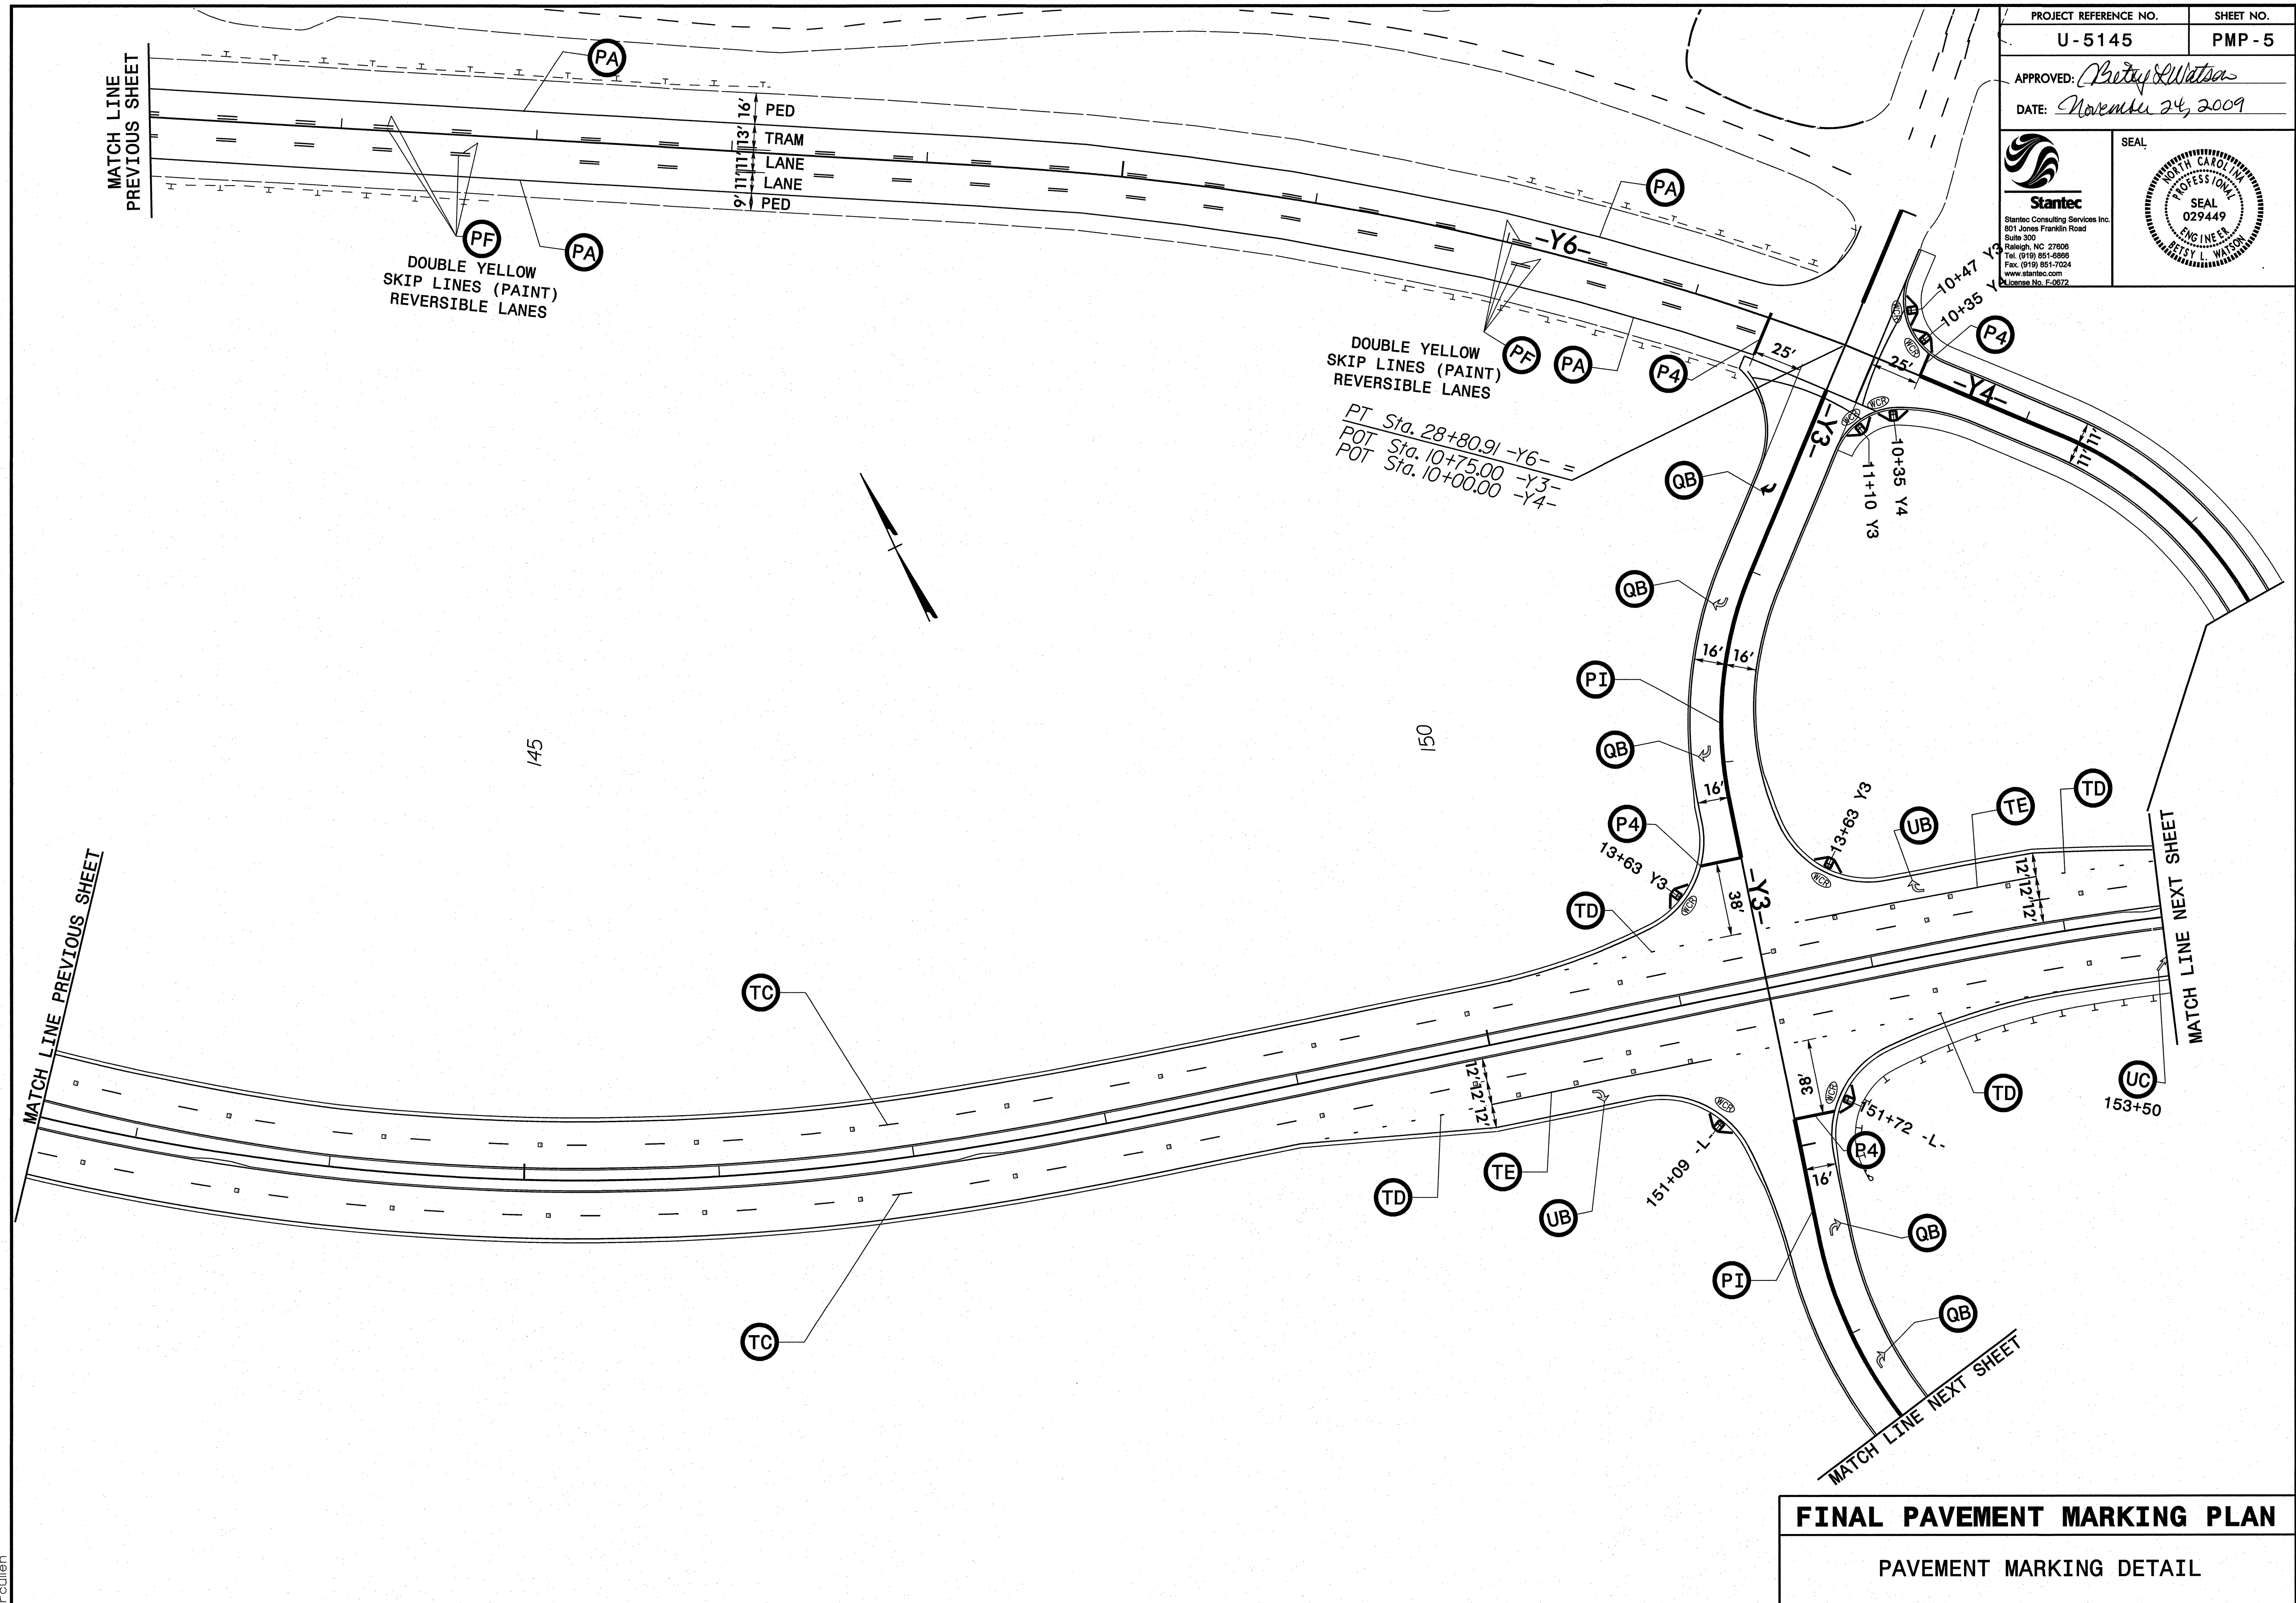 PROJECT REFERENCE NO.
SHEET NO.
U-5145
PMP-5
APPROVED: Betsy L Watson
DATE: November 24, 2009
Stantec
Stantec Consulting Services Inc.
801 Jones Franklin Road
Suite 300
Raleigh, NC 27606
Tel. (919) 851-6866
Fax. (919) 851-7024
www.stantec.com
License No. F-0672
SEAL
NORTH CAROLINA
PROFESSIONAL
SEAL
029449
ENGINEER
BETSY L. WATSON
MATCH LINE
PREVIOUS SHEET
PA
16' PED
13' TRAM
11' LANE
11' LANE
9' PED
PF
PA
DOUBLE YELLOW
SKIP LINES (PAINT)
REVERSIBLE LANES
PA
-Y6-
10+47 Y3
10+35 Y4
P4
WCR
WCR
DOUBLE YELLOW
SKIP LINES (PAINT)
REVERSIBLE LANES
PF
PA
P4
25'
25'
-Y4-
11'
11'
PT Sta. 28+80.91 -Y6- =
POT Sta. 10+75.00 -Y3-
POT Sta. 10+00.00 -Y4-
-Y3-
WCR
WCR
10+35 Y4
11+10 Y3
QB
QB
16'
16'
PI
145
150
QB
16'
P4
13+63 Y3
WCR
38'
-Y3-
13+63 Y3
WCR
UB
TE
TD
12'
12'
12'
MATCH LINE NEXT SHEET
TD
MATCH LINE PREVIOUS SHEET
TC
TC
12'
12'
12'
TD
TE
UB
WCR
151+09 -L-
38'
WCR
151+72 -L-
P4
16'
TD
UC
153+50
PI
QB
QB
MATCH LINE NEXT SHEET
FINAL PAVEMENT MARKING PLAN
PAVEMENT MARKING DETAIL
rcullen